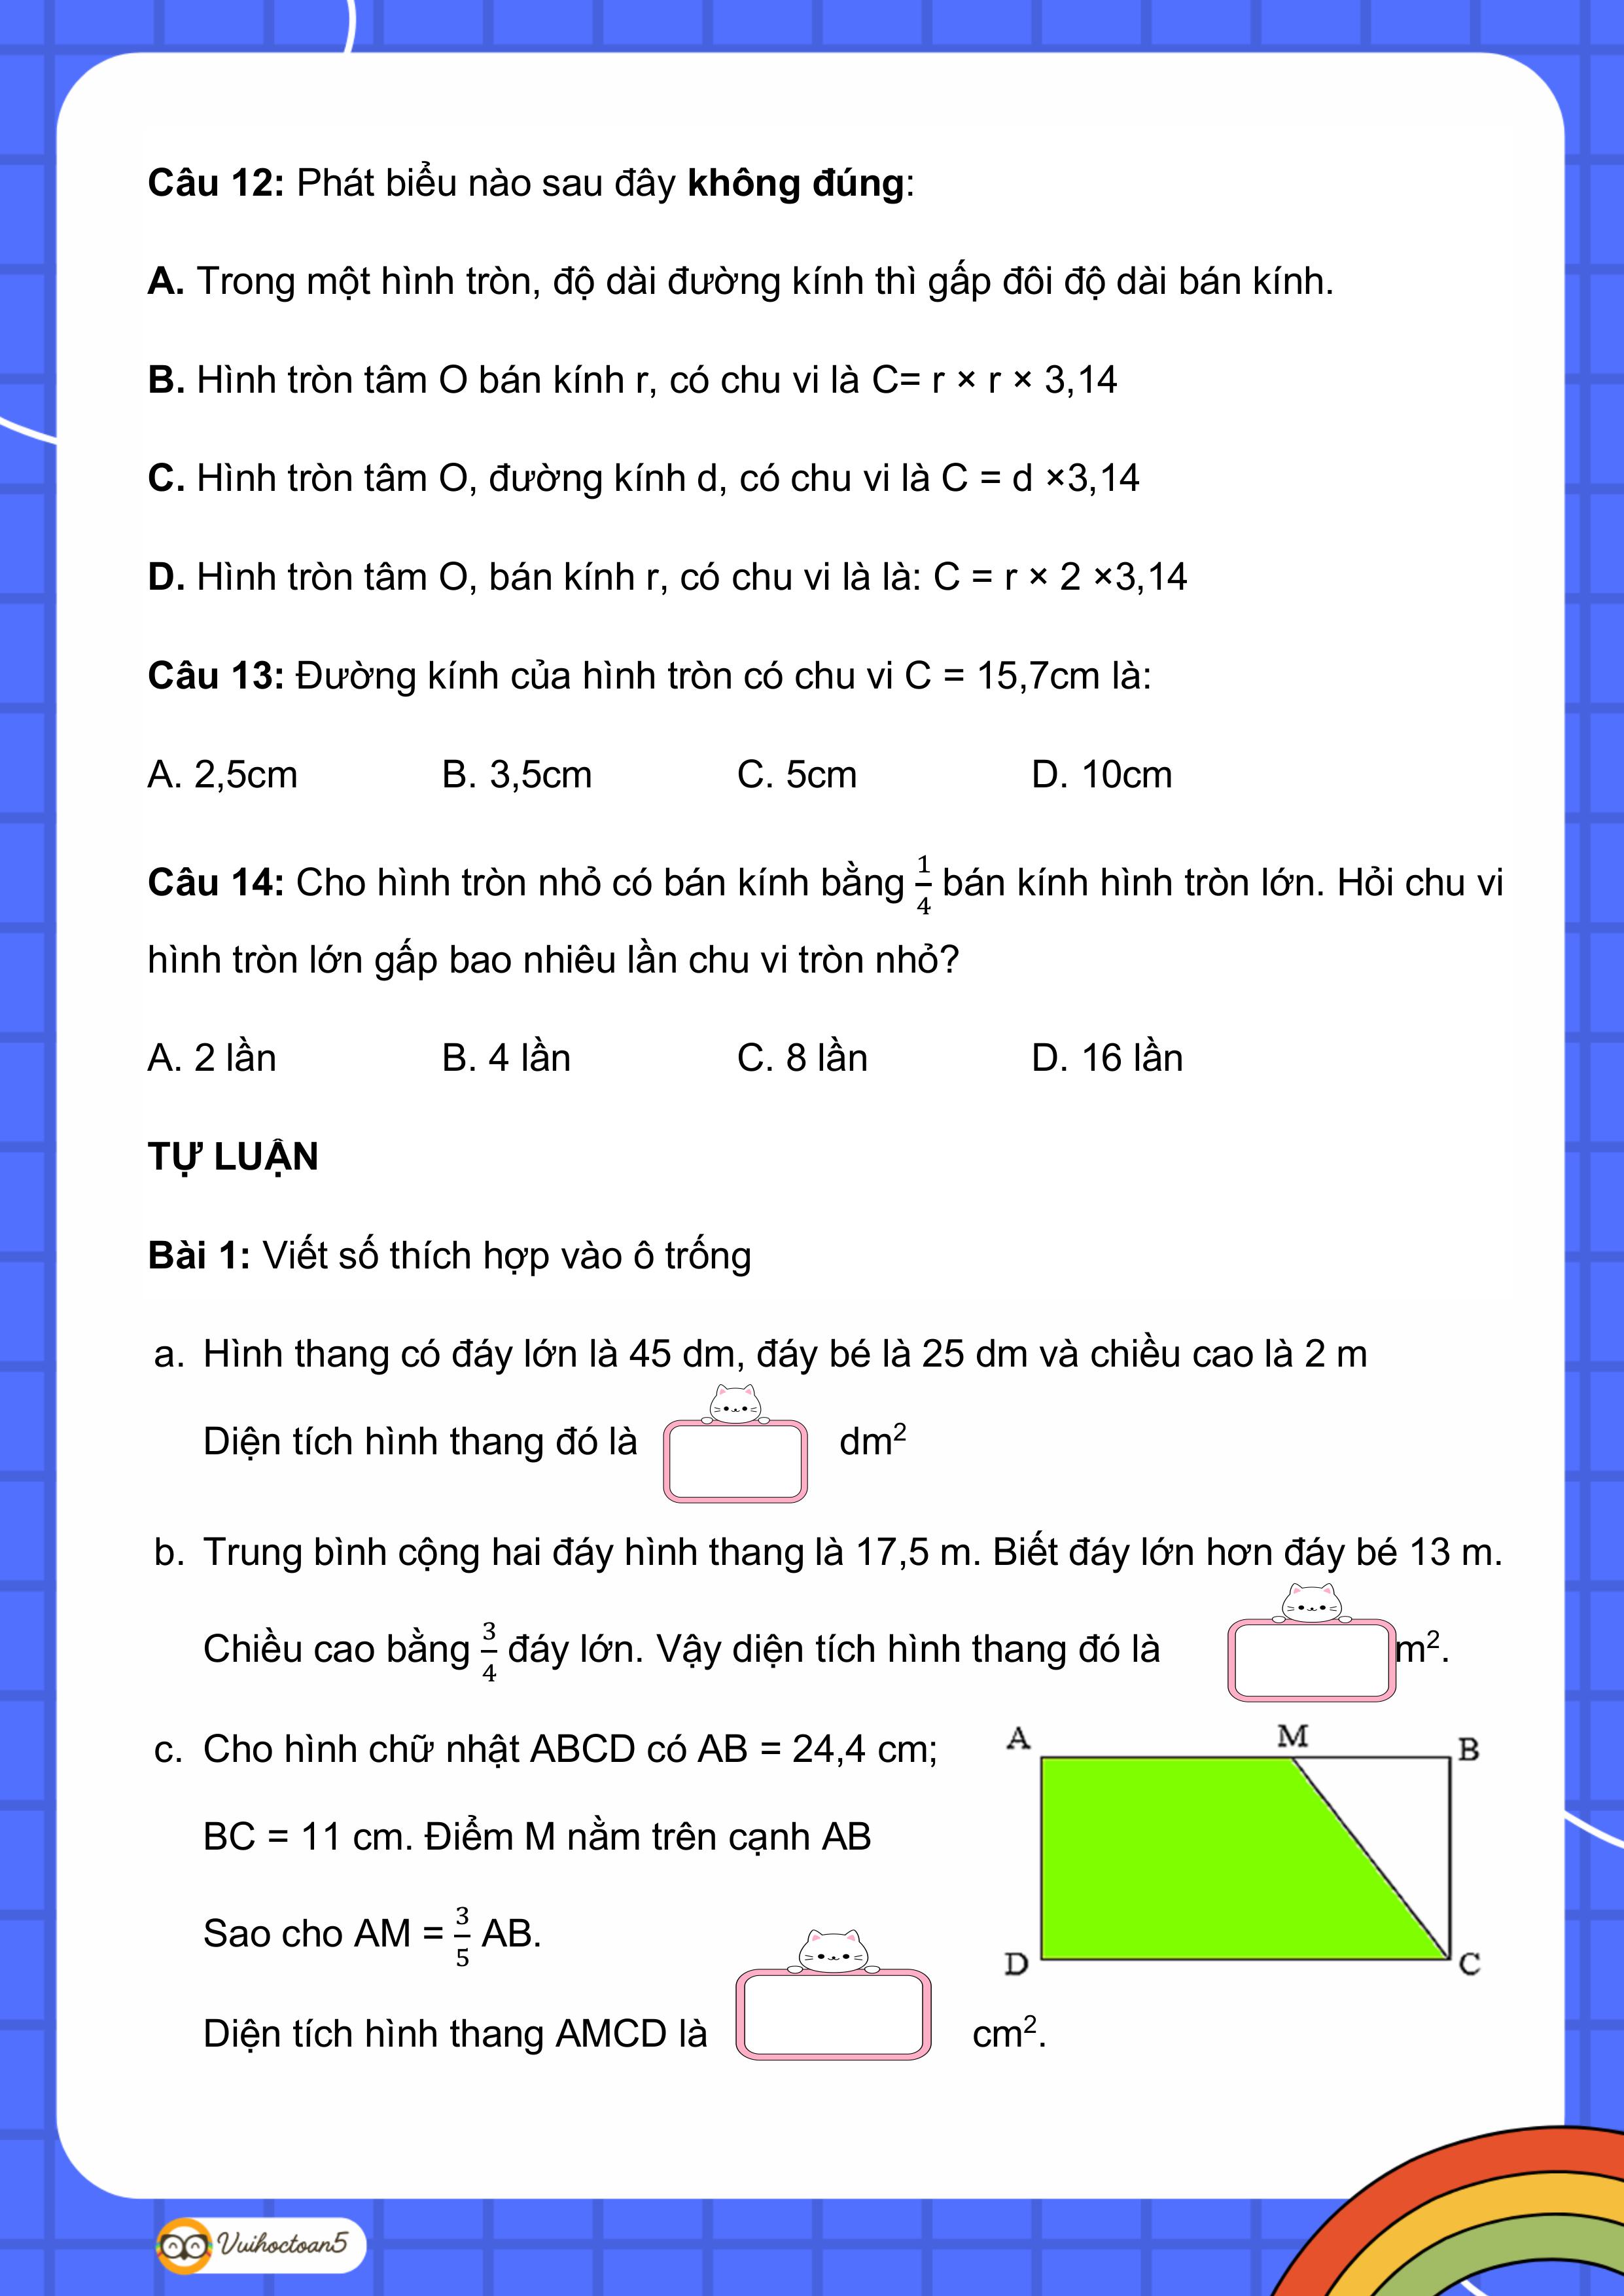 Câu 12: Phát biểu nào sau đây không đúng:
A. Trong một hình tròn, độ dài đường kính thì gấp đôi độ dài bán kính.
B. Hình tròn tâm O bán kính r, có chu vi là C= r × r × 3,14
C. Hình tròn tâm O, đường kính d, có chu vi là C = d ×3,14
D. Hình tròn tâm O, bán kính r, có chu vi là là: C = r × 2 ×3,14
Câu 13: Đường kính của hình tròn có chu vi C = 15,7cm là:
A. 2,5cm B. 3,5cm C. 5cm D. 10cm
Câu 14: Cho hình tròn nhỏ có bán kính bằng 1/4 bán kính hình tròn lớn. Hỏi chu vi
hình tròn lớn gấp bao nhiêu lần chu vi tròn nhỏ?
A. 2 lần B. 4 lần C. 8 lần D. 16 lần
TỰ LUẬN
Bài 1: Viết số thích hợp vào ô trống
a. Hình thang có đáy lớn là 45 dm, đáy bé là 25 dm và chiều cao là 2 m
Diện tích hình thang đó là dm²
b. Trung bình cộng hai đáy hình thang là 17,5 m. Biết đáy lớn hơn đáy bé 13 m.
Chiều cao bằng 3/4 đáy lớn. Vậy diện tích hình thang đó là m².
c. Cho hình chữ nhật ABCD có AB = 24,4 cm;
BC = 11 cm. Điểm M nằm trên cạnh AB
Sao cho AM = 3/5 AB.
Diện tích hình thang AMCD là cm².
A M B
D C
Vuihoctoan5